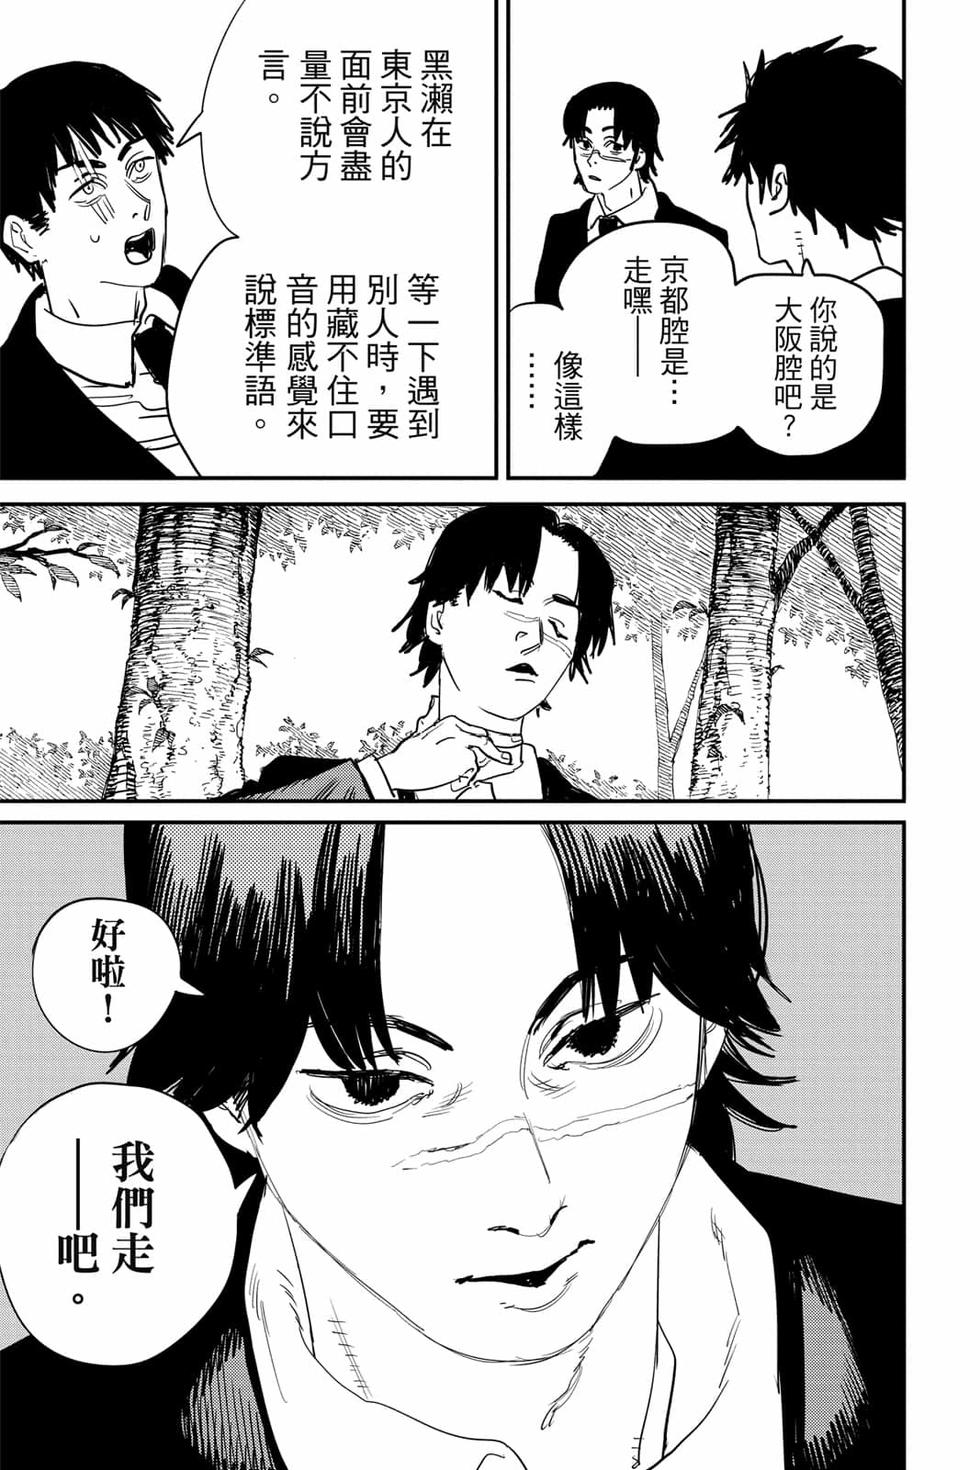 你說的是
大阪腔吧？
京都腔是…
走嘿——
像這樣
……
黑瀨在
東京人的
面前會盡
量不說方
言。
等一下遇到
別人時，要
用藏不住口
音的感覺來
說標準語。
好啦！
我們走
——吧。